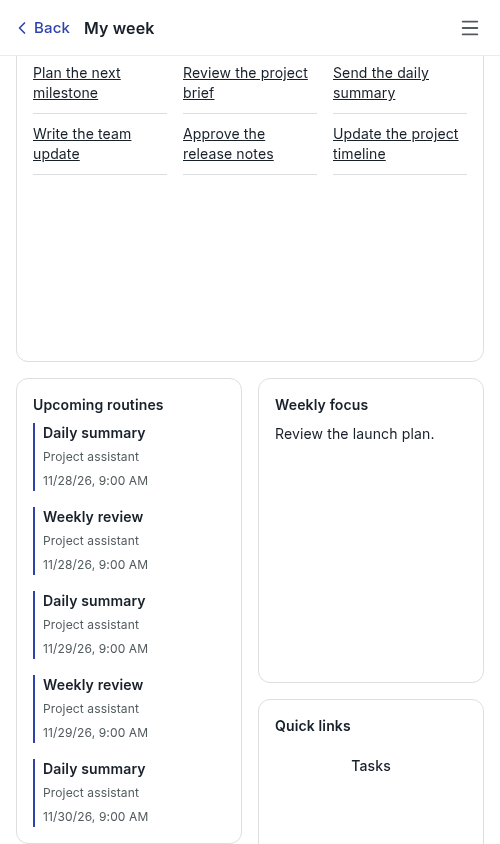 Back My week
Plan the next
milestone
Review the project
brief
Send the daily
summary
Write the team
update
Approve the
release notes
Update the project
timeline
Upcoming routines
Daily summary
Project assistant
11/28/26, 9:00 AM
Weekly review
Project assistant
11/28/26, 9:00 AM
Daily summary
Project assistant
11/29/26, 9:00 AM
Weekly review
Project assistant
11/29/26, 9:00 AM
Daily summary
Project assistant
11/30/26, 9:00 AM
Weekly focus
Review the launch plan.
Quick links
Tasks